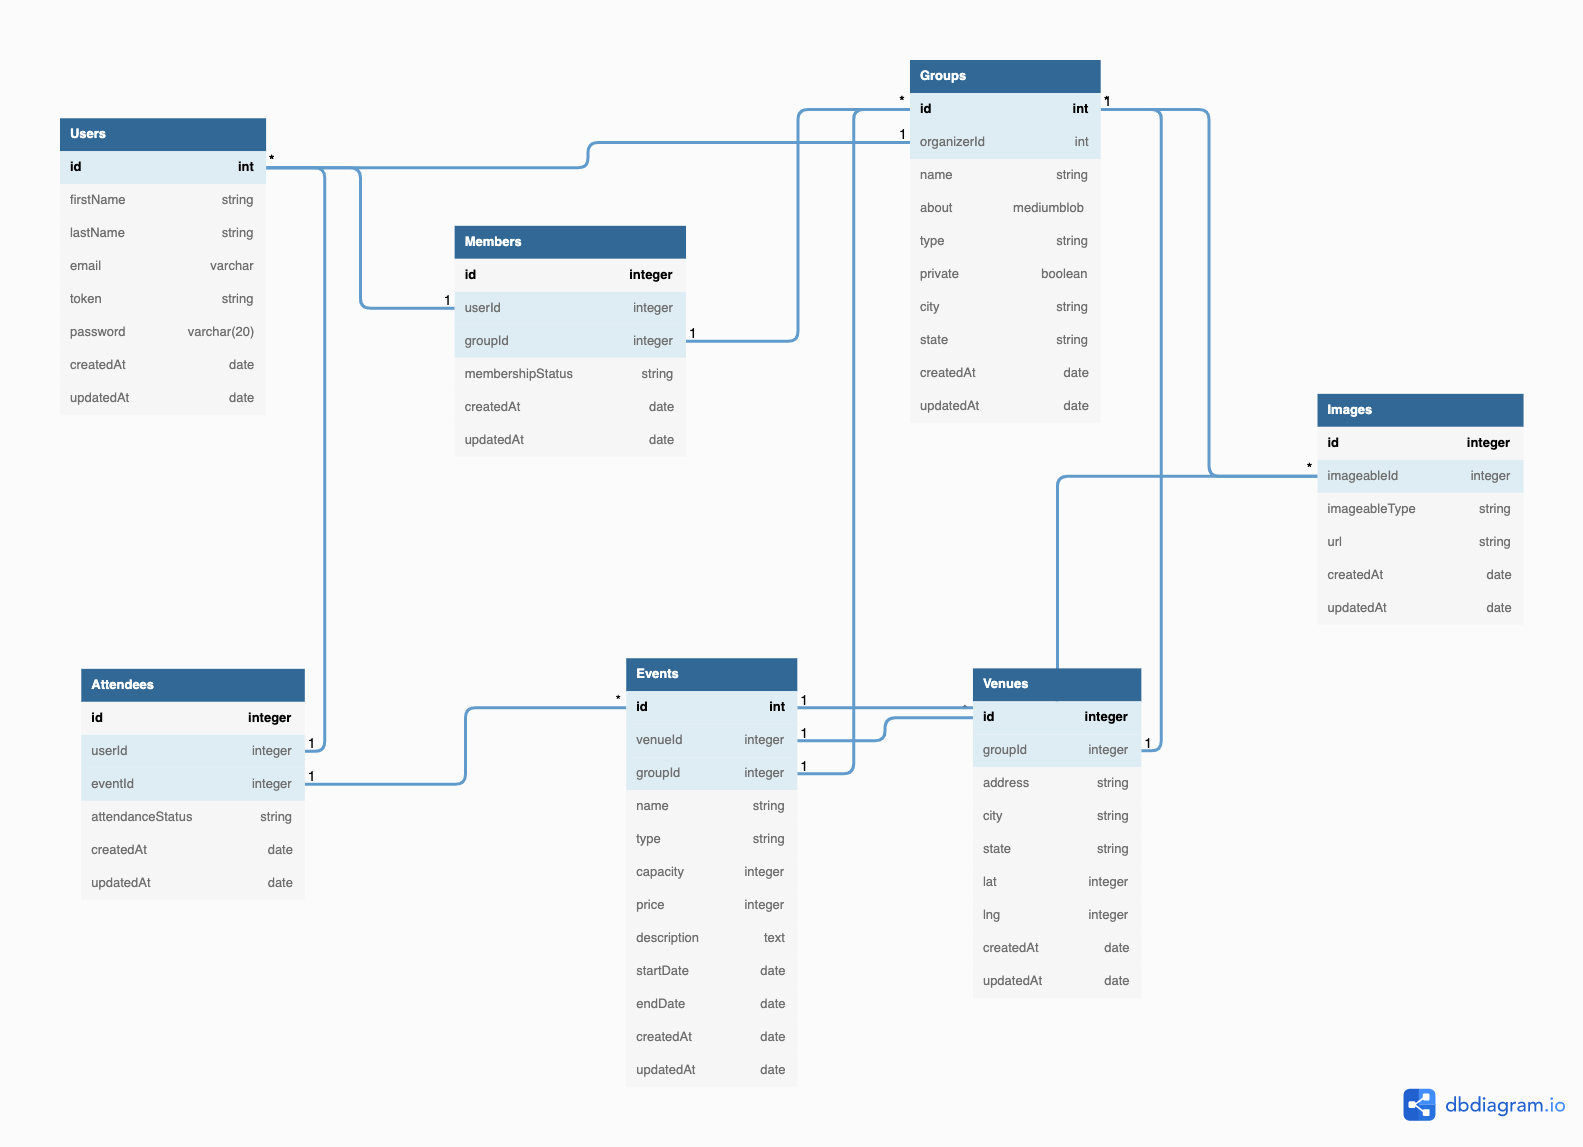 Users
id int
firstName string
lastName string
email varchar
token string
password varchar(20)
createdAt date
updatedAt date
*
Members
id integer
1 userId integer
groupId integer 1
membershipStatus string
createdAt date
updatedAt date
Groups
* id int *1
1 organizerId int
name string
about mediumblob
type string
private boolean
city string
state string
createdAt date
updatedAt date
Images
id integer
* imageableId integer
imageableType string
url string
createdAt date
updatedAt date
Attendees
id integer
userId integer 1
eventId integer 1
attendanceStatus string
createdAt date
updatedAt date
Events
* id int 1
venueId integer 1
groupId integer 1
name string
type string
capacity integer
price integer
description text
startDate date
endDate date
createdAt date
updatedAt date
Venues
* id integer
groupId integer 1
address string
city string
state string
lat integer
lng integer
createdAt date
updatedAt date
dbdiagram.io